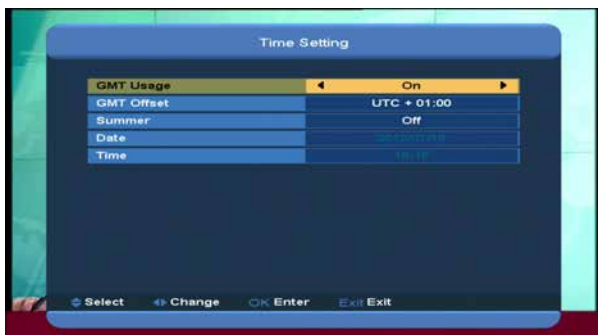 Time Setting
GMT Usage On
GMT Offset UTC + 01:00
Summer Off
Date
Time
Select Change OK Enter Exit Exit